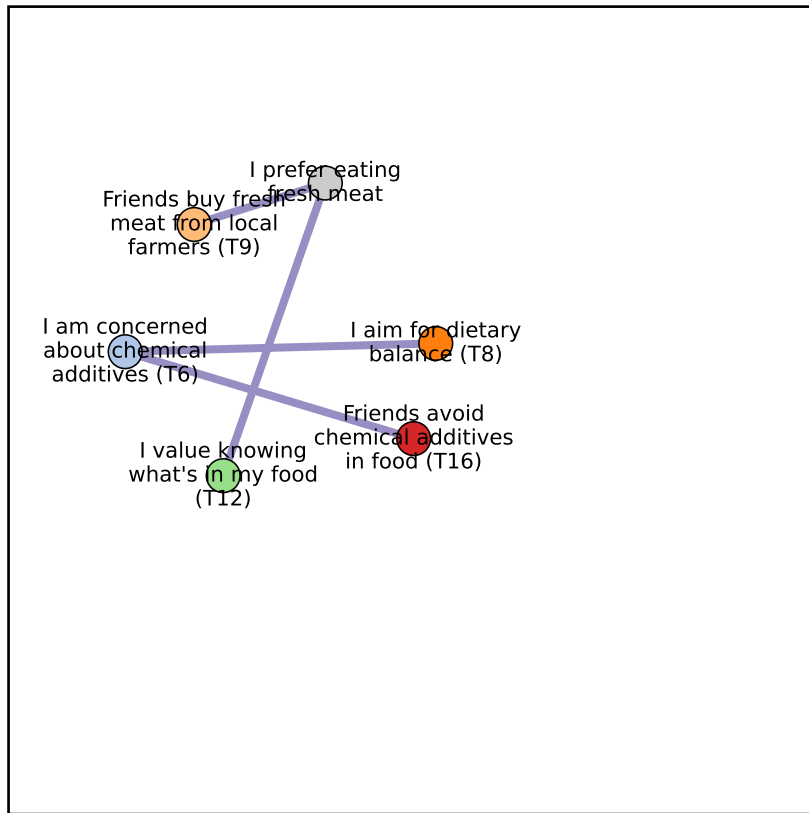 I prefer eating
fresh meat
Friends buy fresh
meat from local
farmers (T9)
I am concerned
about chemical
additives (T6)
I aim for dietary
balance (T8)
Friends avoid
chemical additives
in food (T16)
I value knowing
what's in my food
(T12)